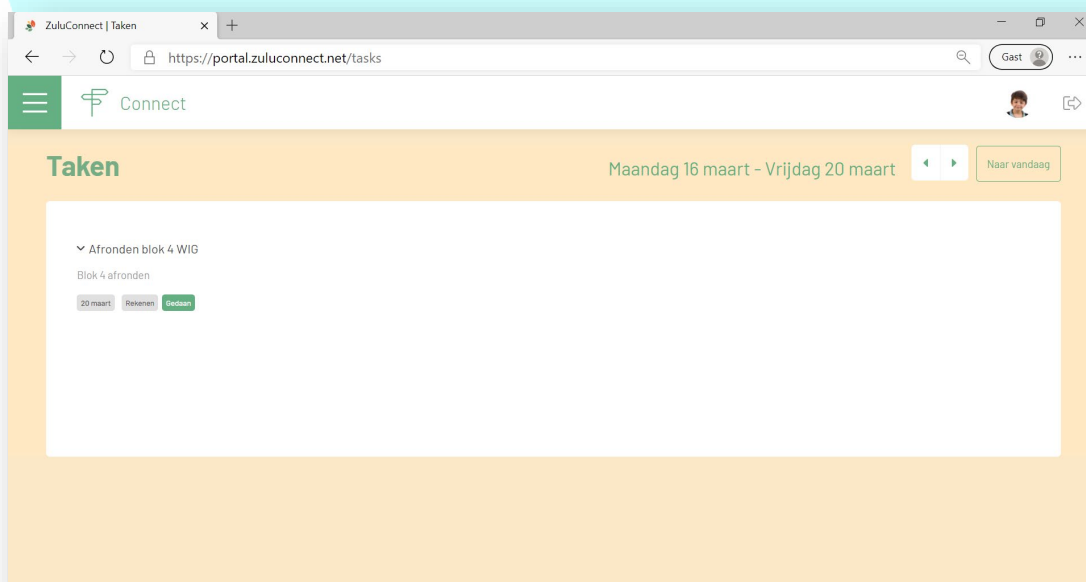 ZuluConnect | Taken
https://portal.zuluconnect.net/tasks
Gast
Connect
Taken
Maandag 16 maart - Vrijdag 20 maart
Naar vandaag
Afronden blok 4 WIG
Blok 4 afronden
20 maart Rekenen Gedaan